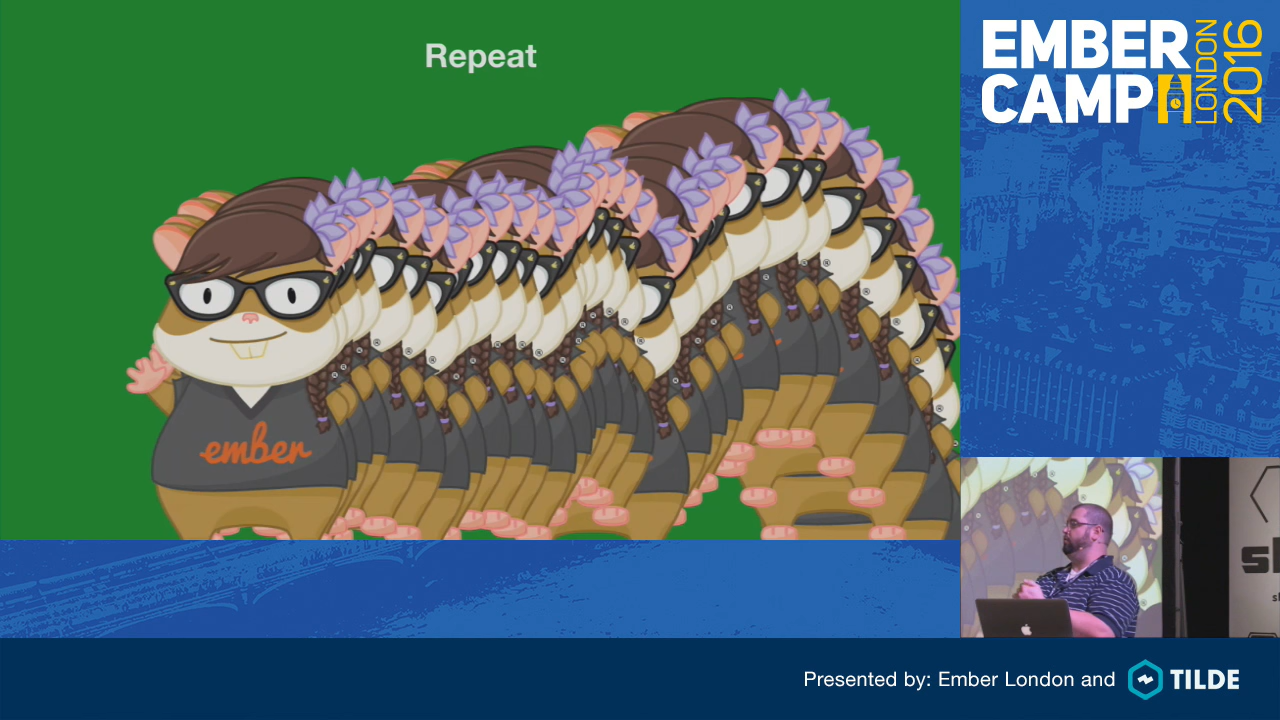 Repeat
ember
EMBER
CAMP
LONDON
2016
Presented by: Ember London and
TILDE